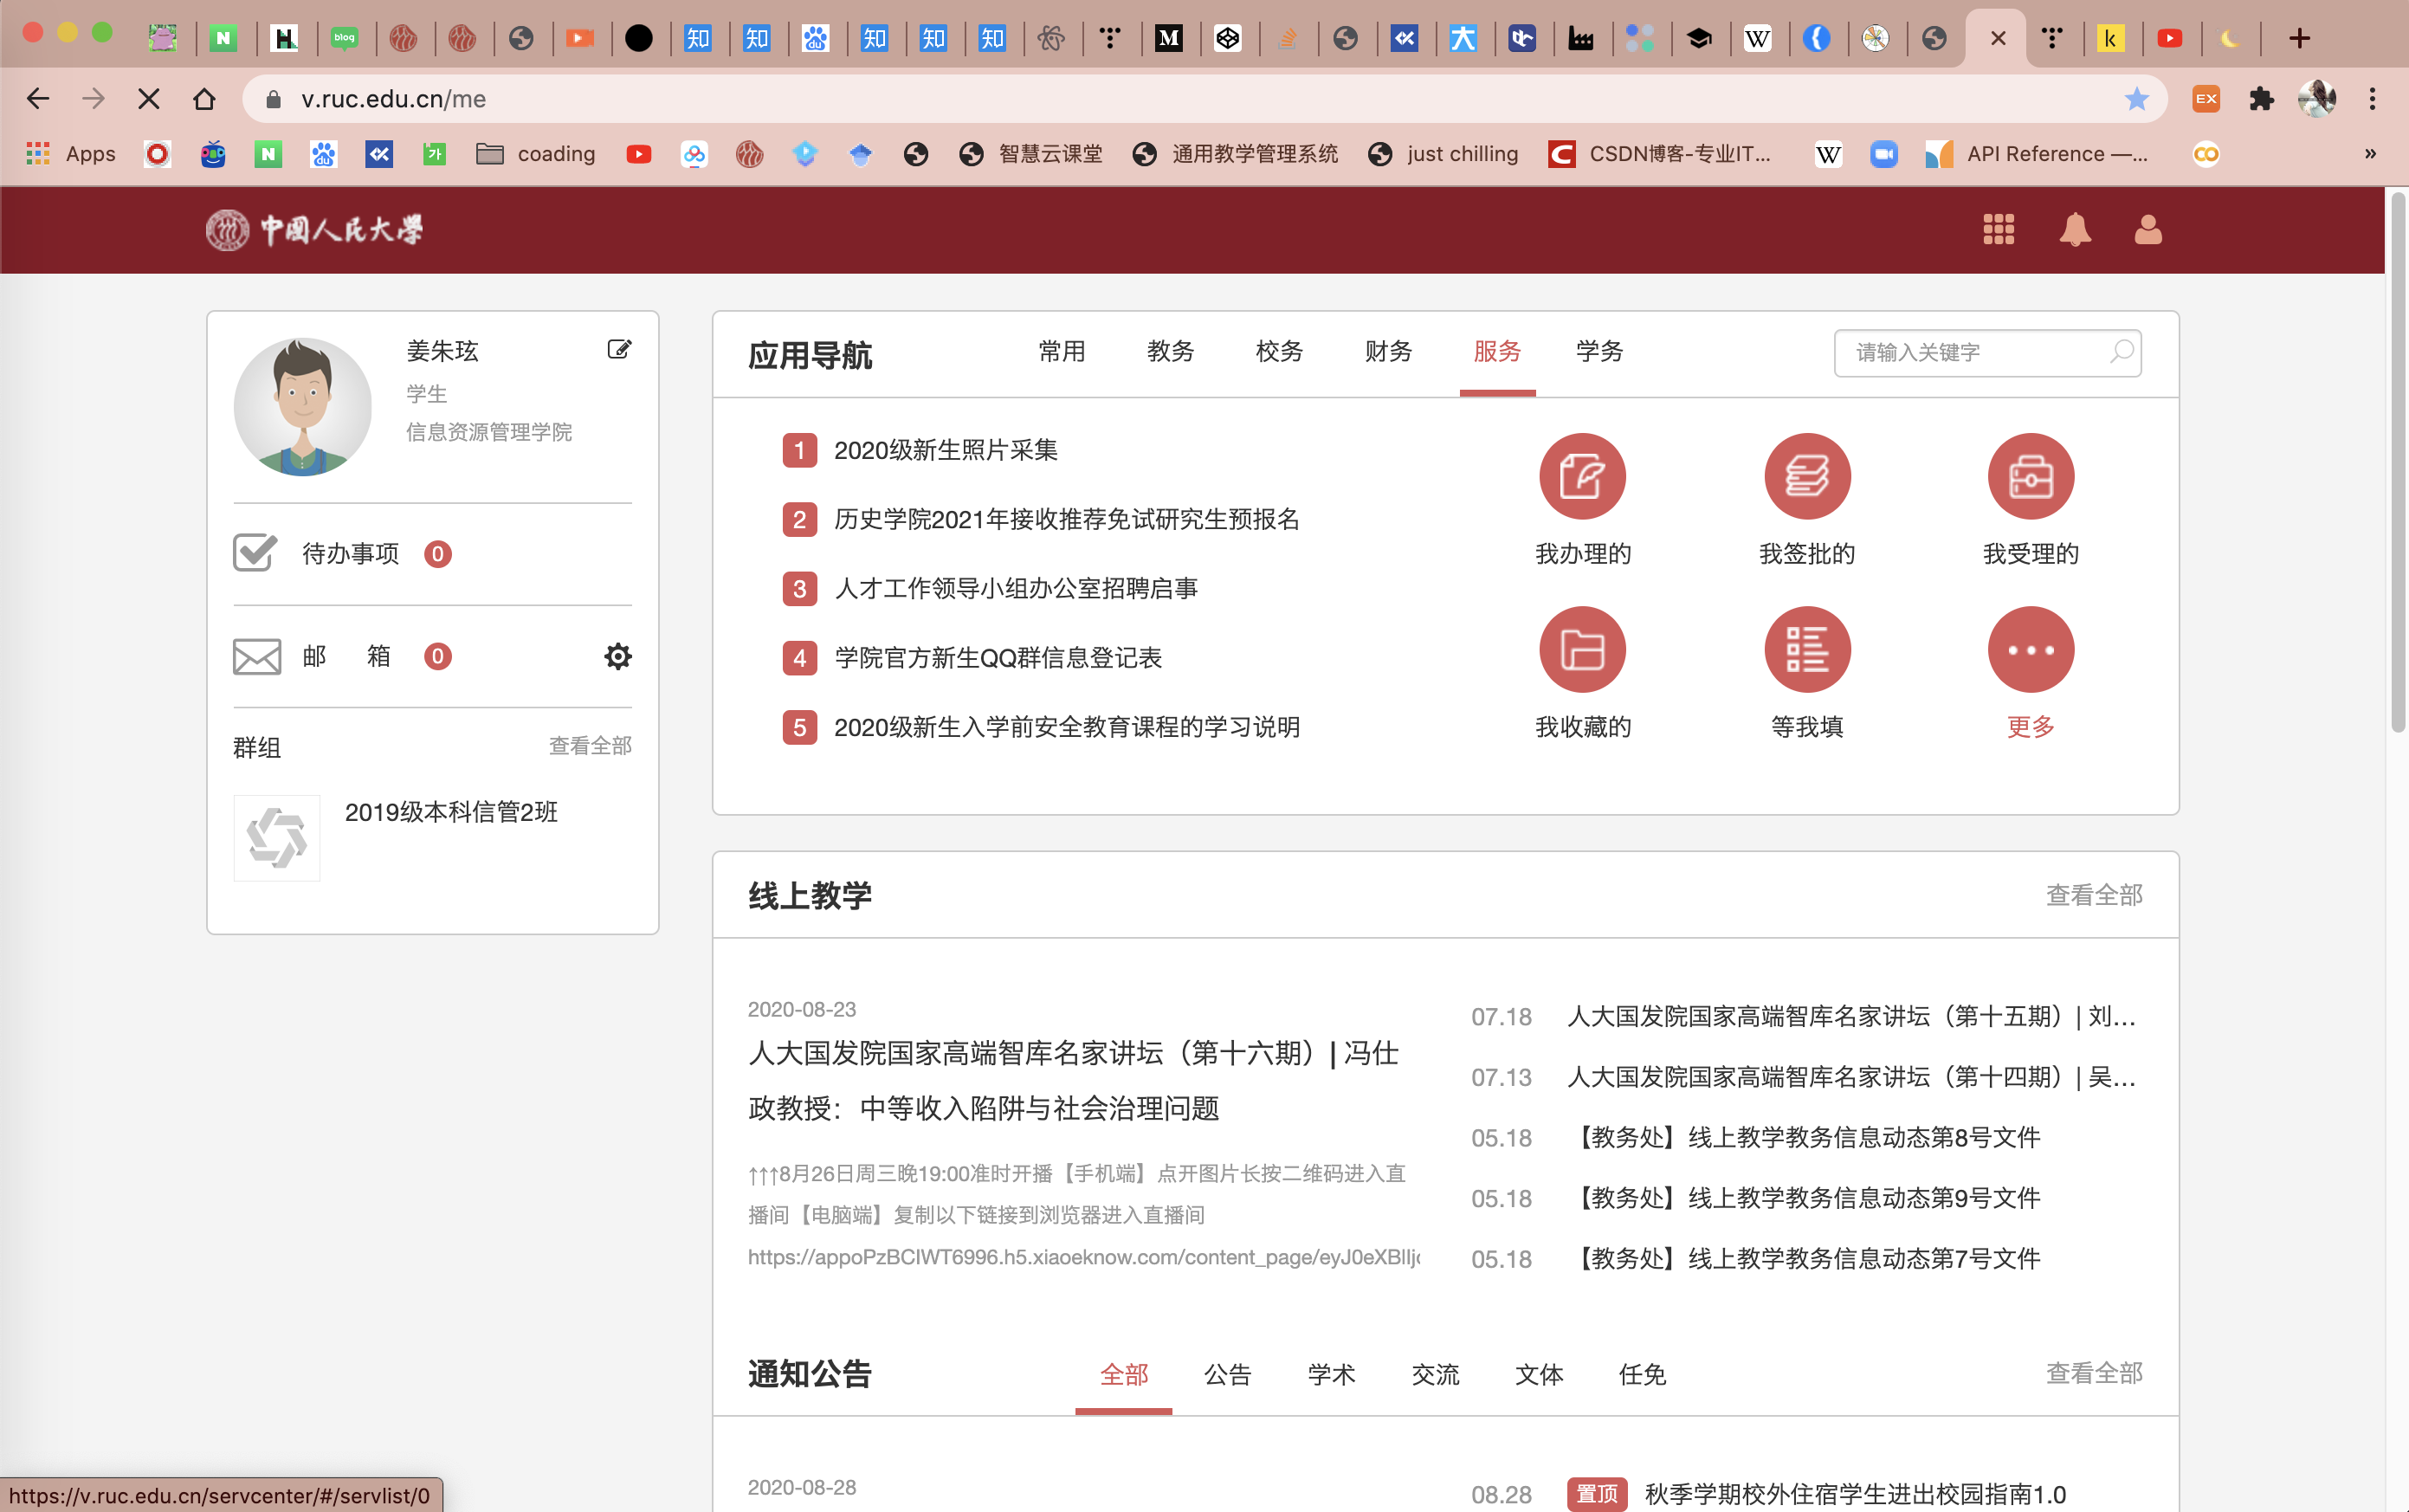 v.ruc.edu.cn/me
Apps
coading
智慧云课堂
通用教学管理系统
just chilling
CSDN博客-专业IT...
API Reference —...
»
中国人民大学
姜朱玹
学生
信息资源管理学院
待办事项 0
邮 箱 0
群组 查看全部
2019级本科信管2班
应用导航 常用 教务 校务 财务 服务 学务 请输入关键字
1 2020级新生照片采集
2 历史学院2021年接收推荐免试研究生预报名
3 人才工作领导小组办公室招聘启事
4 学院官方新生QQ群信息登记表
5 2020级新生入学前安全教育课程的学习说明
我办理的 我签批的 我受理的
我收藏的 等我填 更多
线上教学 查看全部
2020-08-23
人大国发院国家高端智库名家讲坛（第十六期）| 冯仕
政教授：中等收入陷阱与社会治理问题
↑↑↑8月26日周三晚19:00准时开播【手机端】点开图片长按二维码进入直
播间【电脑端】复制以下链接到浏览器进入直播间
https://appoPzBClWT6996.h5.xiaoeknow.com/content_page/eyJ0eXBlIjo
07.18 人大国发院国家高端智库名家讲坛（第十五期）| 刘...
07.13 人大国发院国家高端智库名家讲坛（第十四期）| 吴...
05.18 【教务处】线上教学教务信息动态第8号文件
05.18 【教务处】线上教学教务信息动态第9号文件
05.18 【教务处】线上教学教务信息动态第7号文件
通知公告 全部 公告 学术 交流 文体 任免 查看全部
2020-08-28
08.28 置顶 秋季学期校外住宿学生进出校园指南1.0
https://v.ruc.edu.cn/servcenter/#/servlist/0